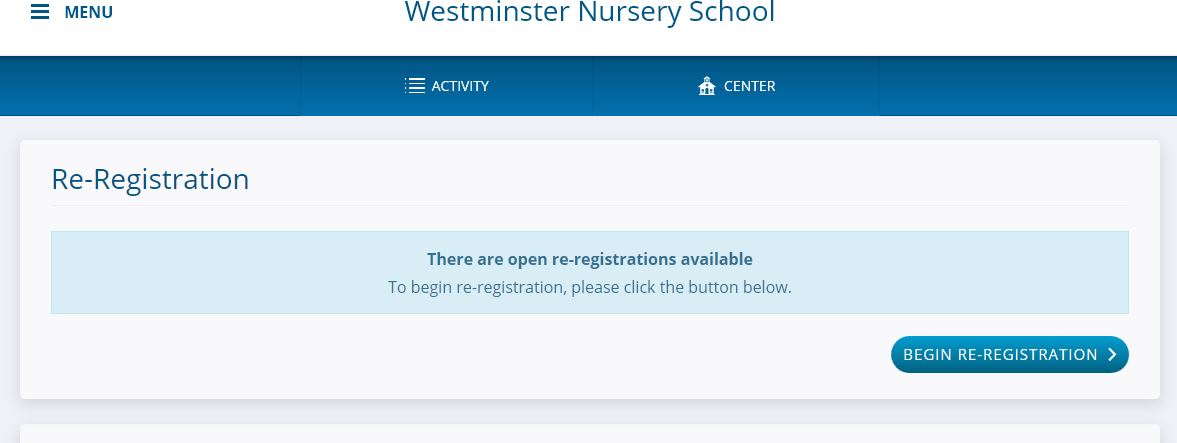 MENU
Westminster Nursery School
ACTIVITY
CENTER
Re-Registration
There are open re-registrations available
To begin re-registration, please click the button below.
BEGIN RE-REGISTRATION